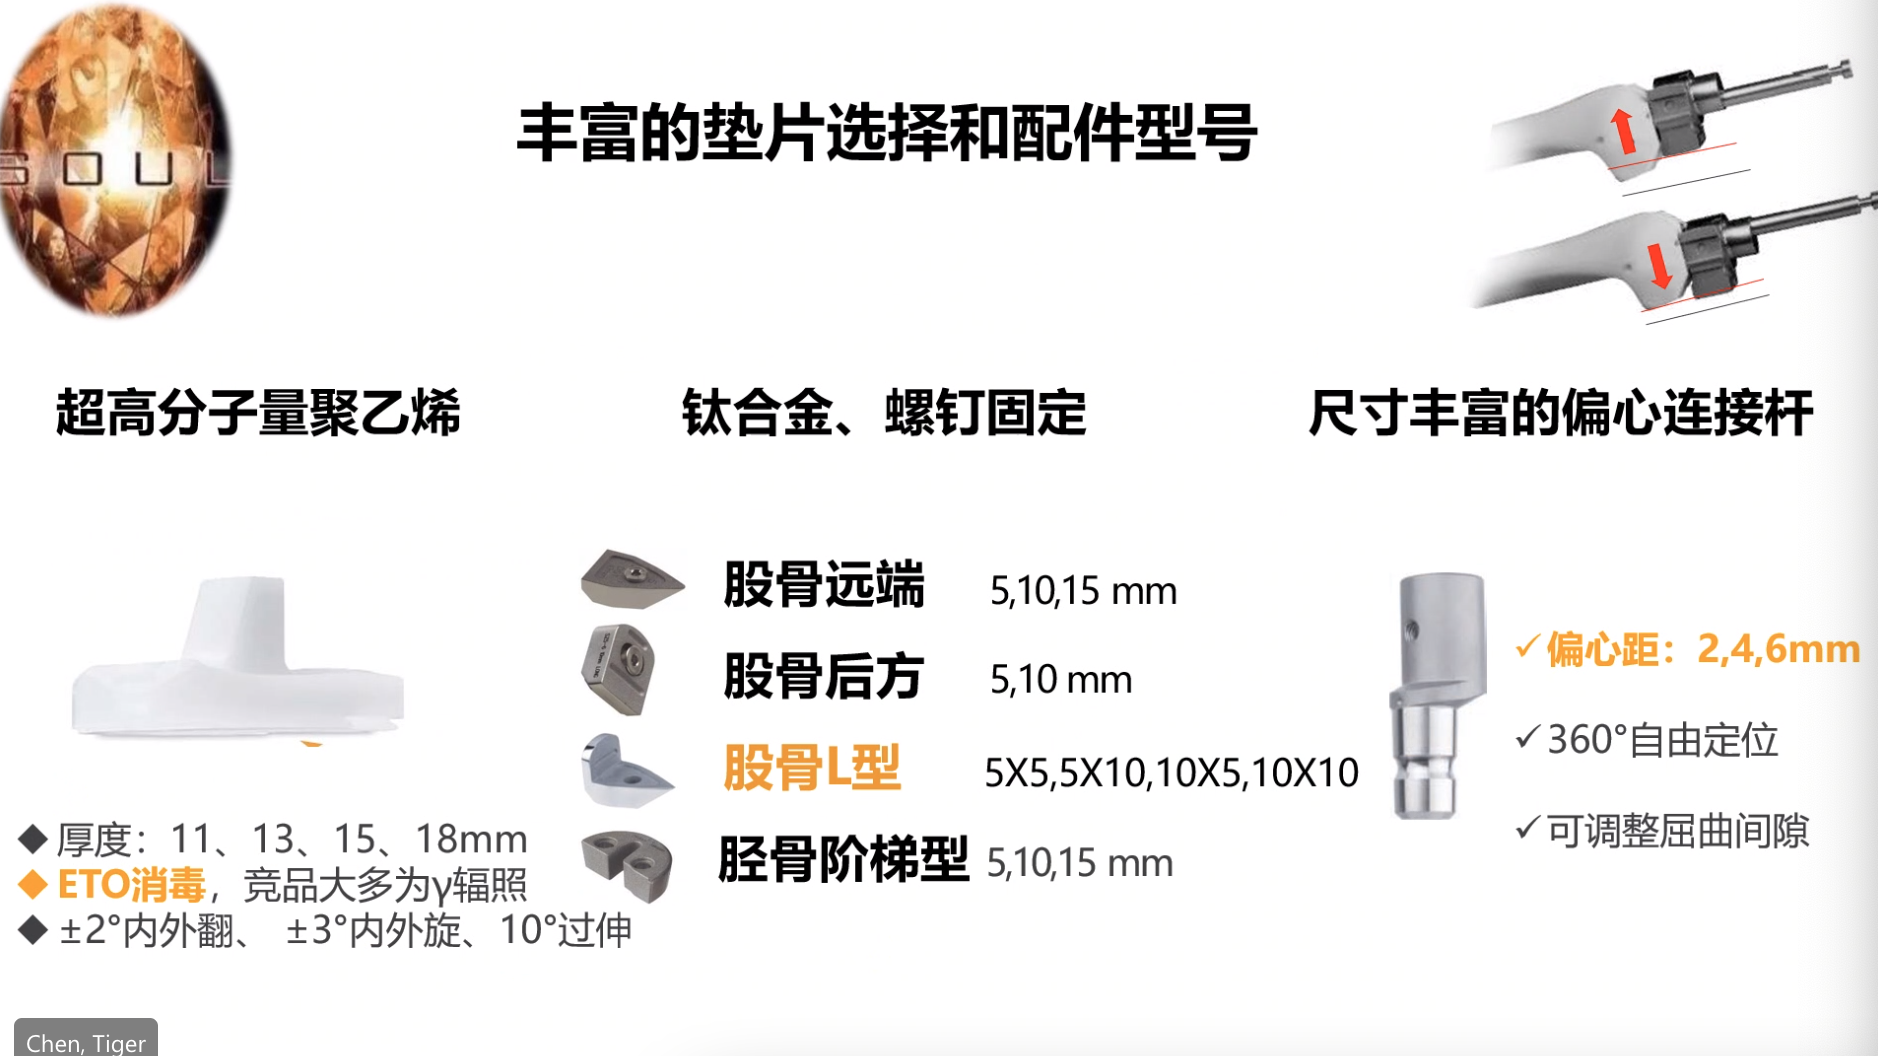 SOUL
丰富的垫片选择和配件型号
超高分子量聚乙烯
◆厚度：11、13、15、18mm
◆ETO消毒，竞品大多为γ辐照
◆±2°内外翻、 ±3°内外旋、10°过伸
钛合金、螺钉固定
股骨远端 5,10,15 mm
股骨后方 5,10 mm
股骨L型 5X5,5X10,10X5,10X10
胫骨阶梯型 5,10,15 mm
尺寸丰富的偏心连接杆
✓偏心距：2,4,6mm
✓360°自由定位
✓可调整屈曲间隙
Chen, Tiger